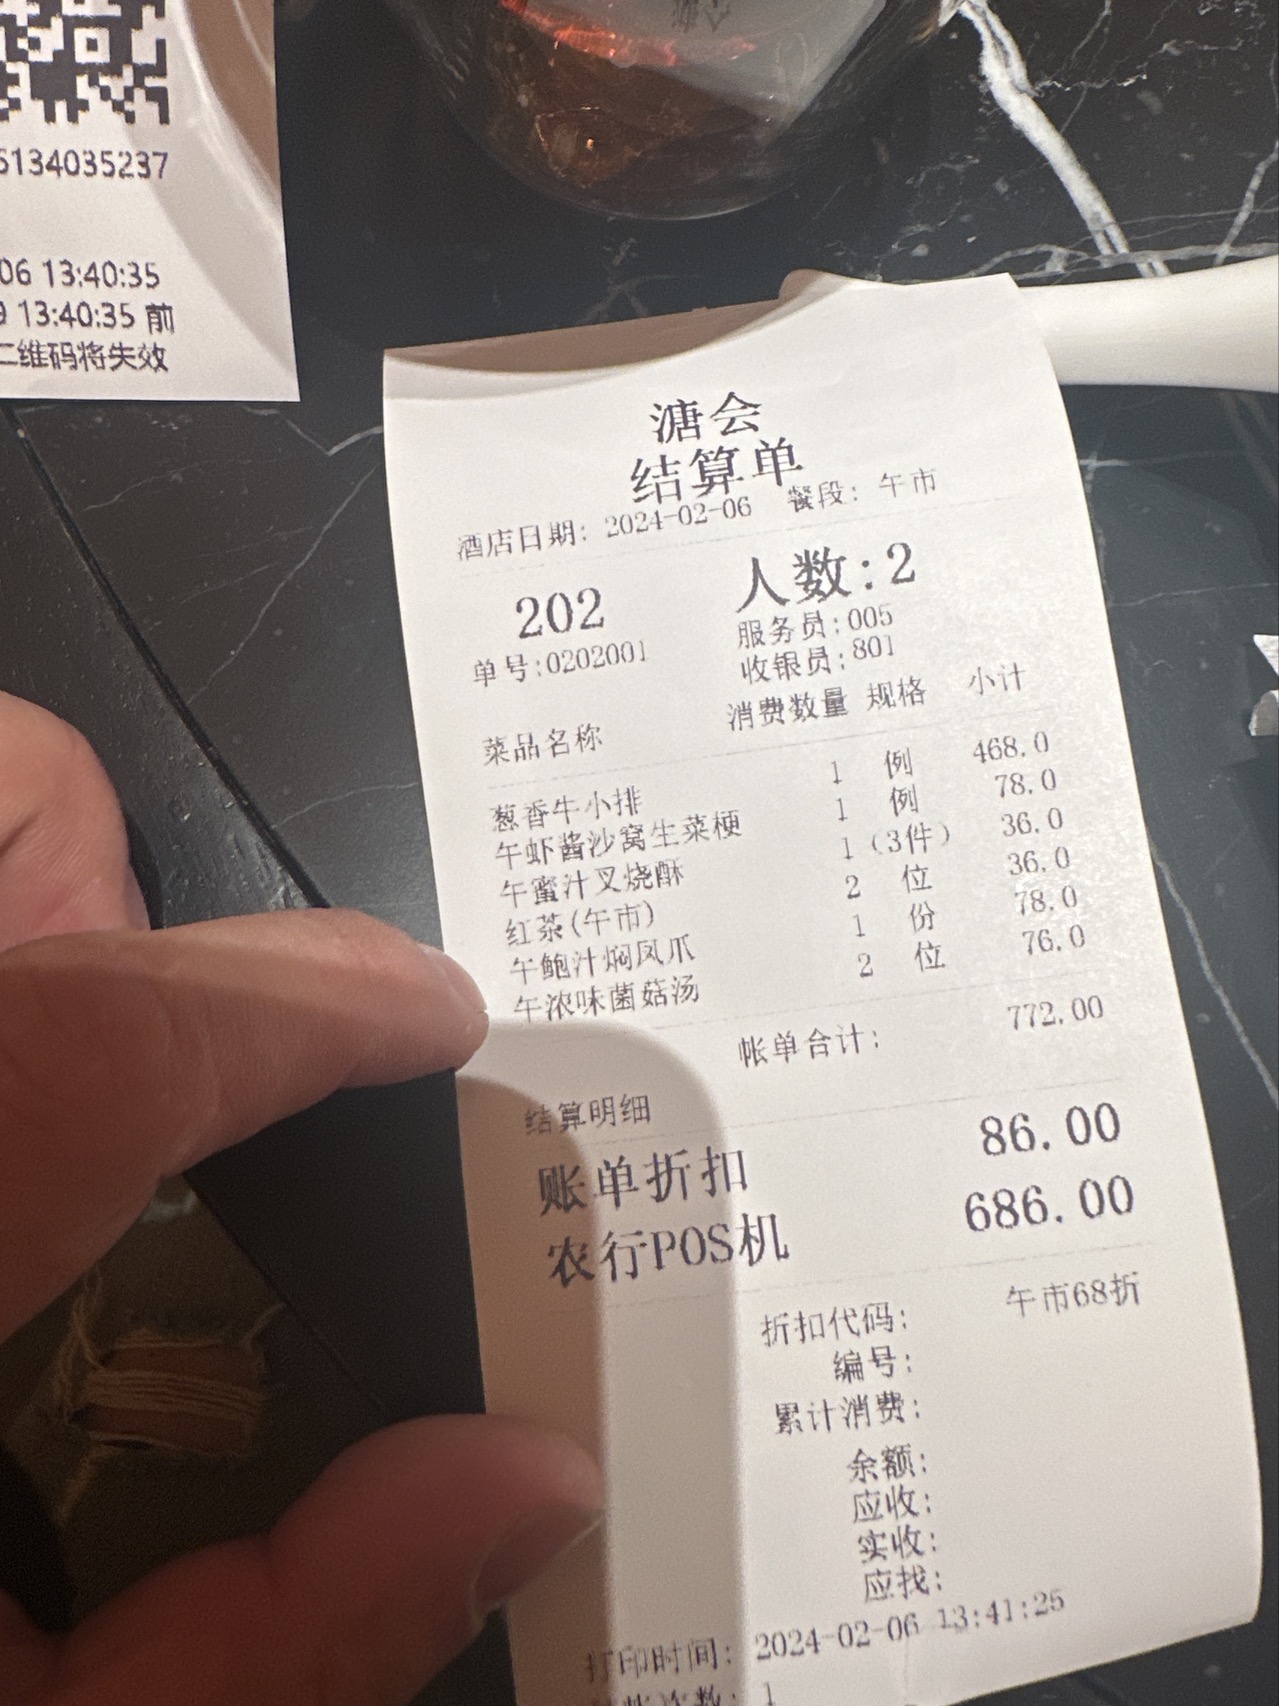 6134035237
06 13:40:35
9 13:40:35 前
二维码将失效
溏会
结算单
酒店日期: 2024-02-06 餐段: 午市
202 人数:2
单号:0202001 服务员:005
收银员:801
菜品名称 消费数量 规格 小计
葱香牛小排 1 例 468.0
午虾酱沙窝生菜梗 1 例 78.0
午蜜汁叉烧酥 1 (3件) 36.0
红茶(午市) 2 位 36.0
午鲍汁焖凤爪 1 份 78.0
午浓味菌菇汤 2 位 76.0
帐单合计: 772.00
结算明细
账单折扣 86.00
农行POS机 686.00
折扣代码: 午市68折
编号:
累计消费:
余额:
应收:
实收:
应找:
打印时间: 2024-02-06 13:41:25
次数: 1